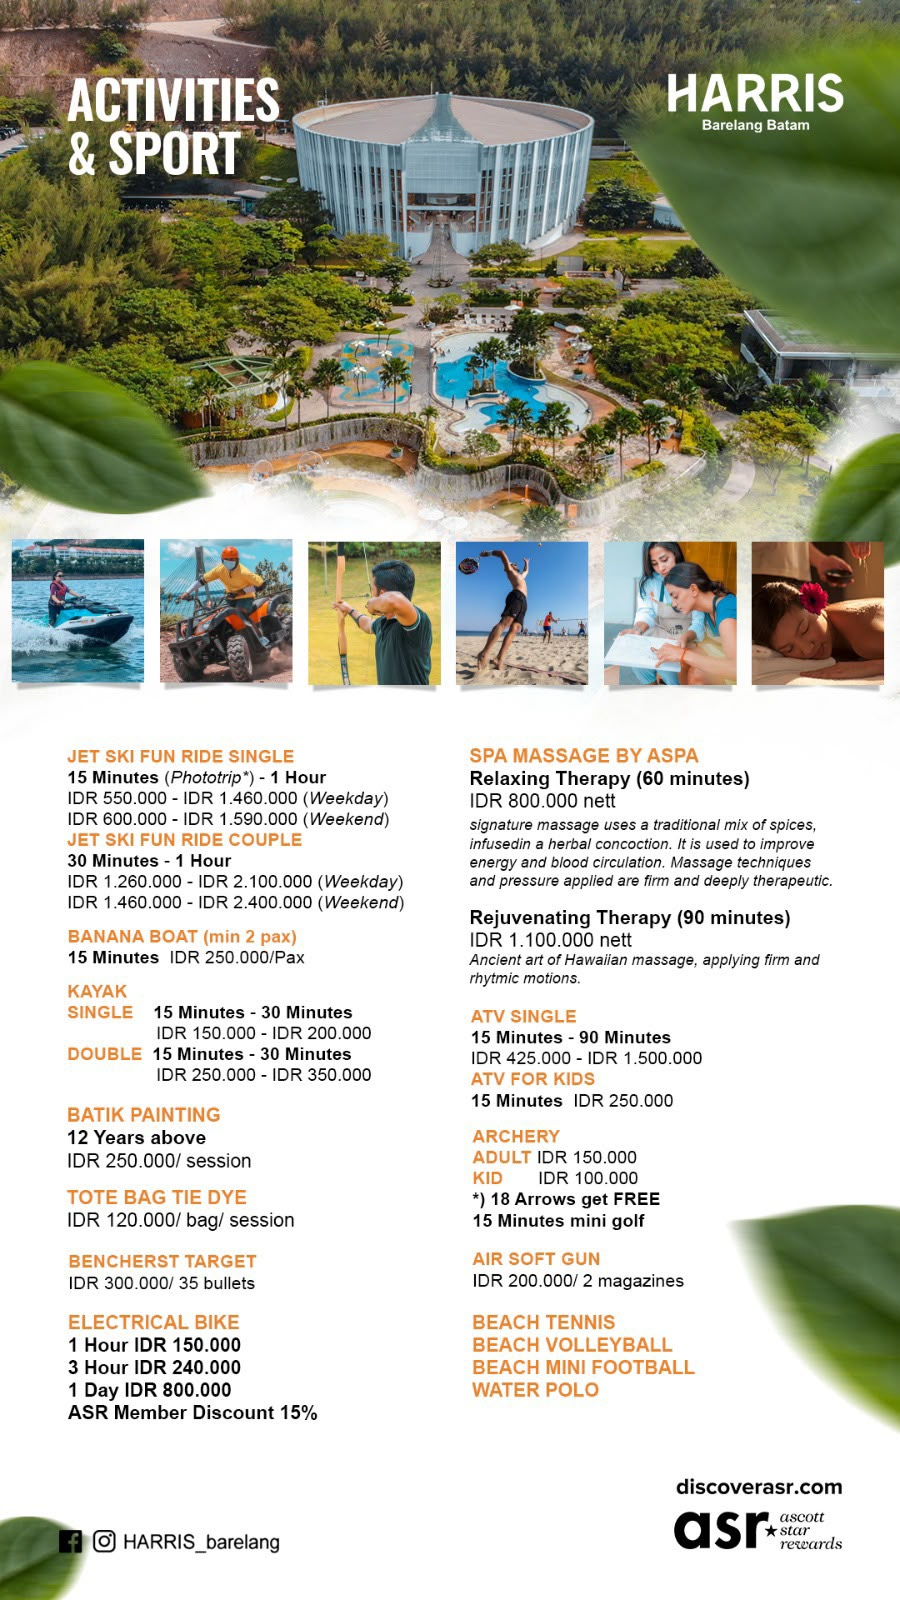 ACTIVITIES
& SPORT
HARRIS
Barelang Batam
JET SKI FUN RIDE SINGLE
15 Minutes (Phototrip*) - 1 Hour
IDR 550.000 - IDR 1.460.000 (Weekday)
IDR 600.000 - IDR 1.590.000 (Weekend)
JET SKI FUN RIDE COUPLE
30 Minutes - 1 Hour
IDR 1.260.000 - IDR 2.100.000 (Weekday)
IDR 1.460.000 - IDR 2.400.000 (Weekend)
BANANA BOAT (min 2 pax)
15 Minutes IDR 250.000/Pax
KAYAK
SINGLE 15 Minutes - 30 Minutes
IDR 150.000 - IDR 200.000
DOUBLE 15 Minutes - 30 Minutes
IDR 250.000 - IDR 350.000
BATIK PAINTING
12 Years above
IDR 250.000/ session
TOTE BAG TIE DYE
IDR 120.000/ bag/ session
BENCHERST TARGET
IDR 300.000/ 35 bullets
ELECTRICAL BIKE
1 Hour IDR 150.000
3 Hour IDR 240.000
1 Day IDR 800.000
ASR Member Discount 15%
SPA MASSAGE BY ASPA
Relaxing Therapy (60 minutes)
IDR 800.000 nett
signature massage uses a traditional mix of spices,
infusedin a herbal concoction. It is used to improve
energy and blood circulation. Massage techniques
and pressure applied are firm and deeply therapeutic.
Rejuvenating Therapy (90 minutes)
IDR 1.100.000 nett
Ancient art of Hawaiian massage, applying firm and
rhytmic motions.
ATV SINGLE
15 Minutes - 90 Minutes
IDR 425.000 - IDR 1.500.000
ATV FOR KIDS
15 Minutes IDR 250.000
ARCHERY
ADULT IDR 150.000
KID IDR 100.000
*) 18 Arrows get FREE
15 Minutes mini golf
AIR SOFT GUN
IDR 200.000/ 2 magazines
BEACH TENNIS
BEACH VOLLEYBALL
BEACH MINI FOOTBALL
WATER POLO
HARRIS_barelang
discoverasr.com
asr ascott
star
rewards